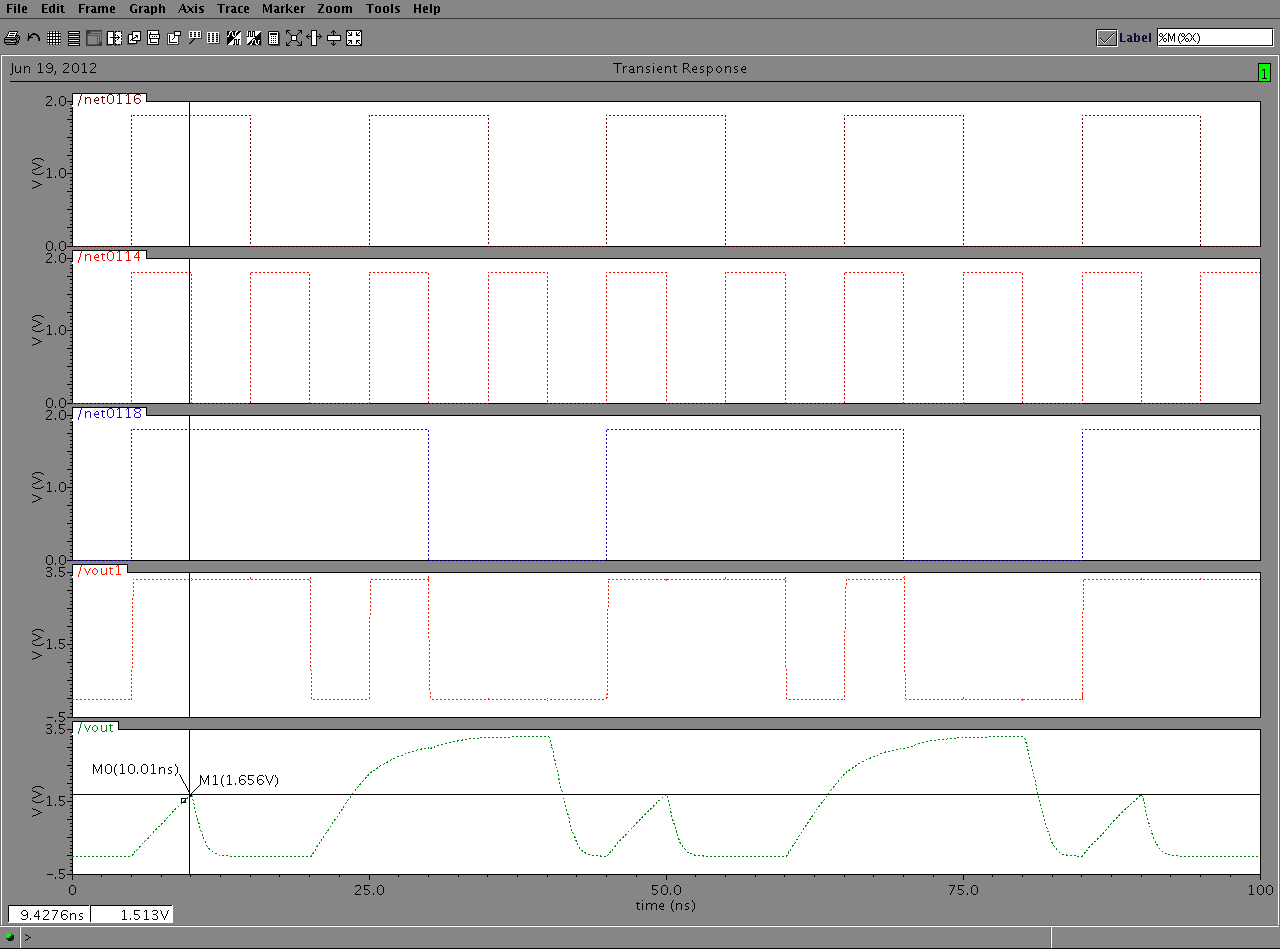 File Edit Frame Graph Axis Trace Marker Zoom Tools Help
Label %M(%X)
Jun 19, 2012 Transient Response 1
/net0116
2.0
V (V)
1.0
0.0
/net0114
2.0
V (V)
1.0
0.0
/net0118
2.0
V (V)
1.0
0.0
/vout1
3.5
V (V)
1.5
-.5
/vout
3.5
M0(10.01ns)
M1(1.656V)
V (V)
1.5
-.5
0 25.0 50.0 75.0 100
time (ns)
9.4276ns 1.513V
>